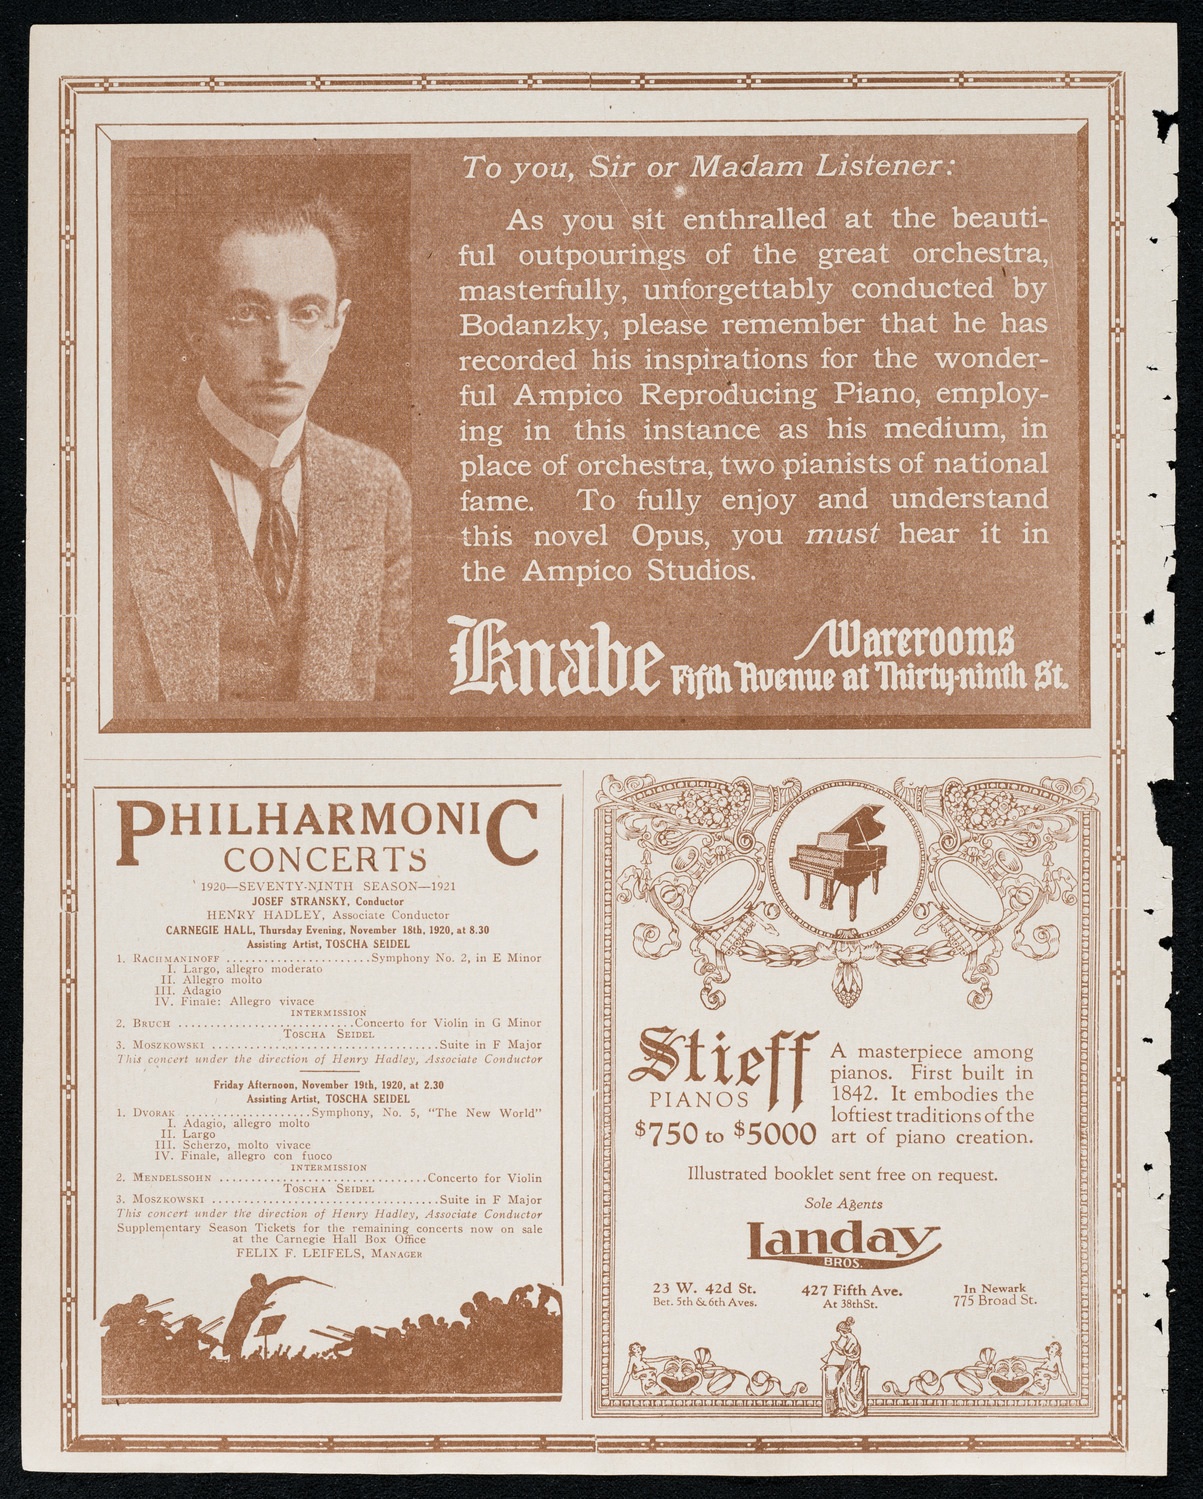 To you, Sir or Madam Listener:
As you sit enthralled at the beauti-
ful outpourings of the great orchestra,
masterfully, unforgettably conducted by
Bodanzky, please remember that he has
recorded his inspirations for the wonder-
ful Ampico Reproducing Piano, employ-
ing in this instance as his medium, in
place of orchestra, two pianists of national
fame. To fully enjoy and understand
this novel Opus, you must hear it in
the Ampico Studios.
Knabe
Warerooms
Fifth Avenue at Thirty-ninth St.
PHILHARMONIC
CONCERTS
1920—SEVENTY-NINTH SEASON—1921
JOSEF STRANSKY, Conductor
HENRY HADLEY, Associate Conductor
CARNEGIE HALL, Thursday Evening, November 18th, 1920, at 8.30
Assisting Artist, TOSCHA SEIDEL
1. RACHMANINOFF ......................Symphony No. 2, in E Minor
I. Largo, allegro moderato
II. Allegro molto
III. Adagio
IV. Finale: Allegro vivace
INTERMISSION
2. BRUCH ...........................Concerto for Violin in G Minor
TOSCHA SEIDEL
3. MOSZKOWSKI ...................................Suite in F Major
This concert under the direction of Henry Hadley, Associate Conductor
Friday Afternoon, November 19th, 1920, at 2.30
Assisting Artist, TOSCHA SEIDEL
1. DVORAK ...................Symphony, No. 5, "The New World"
I. Adagio, allegro molto
II. Largo
III. Scherzo, molto vivace
IV. Finale, allegro con fuoco
INTERMISSION
2. MENDELSSOHN ................................Concerto for Violin
TOSCHA SEIDEL
3. MOSZKOWSKI ...................................Suite in F Major
This concert under the direction of Henry Hadley, Associate Conductor
Supplementary Season Tickets for the remaining concerts now on sale
at the Carnegie Hall Box Office
FELIX F. LEIFELS, MANAGER
Stieff
PIANOS
$750 to $5000
A masterpiece among
pianos. First built in
1842. It embodies the
loftiest traditions of the
art of piano creation.
Illustrated booklet sent free on request.
Sole Agents
Landay
BROS.
23 W. 42d St.
Bet. 5th & 6th Aves.
427 Fifth Ave.
At 38th St.
In Newark
775 Broad St.